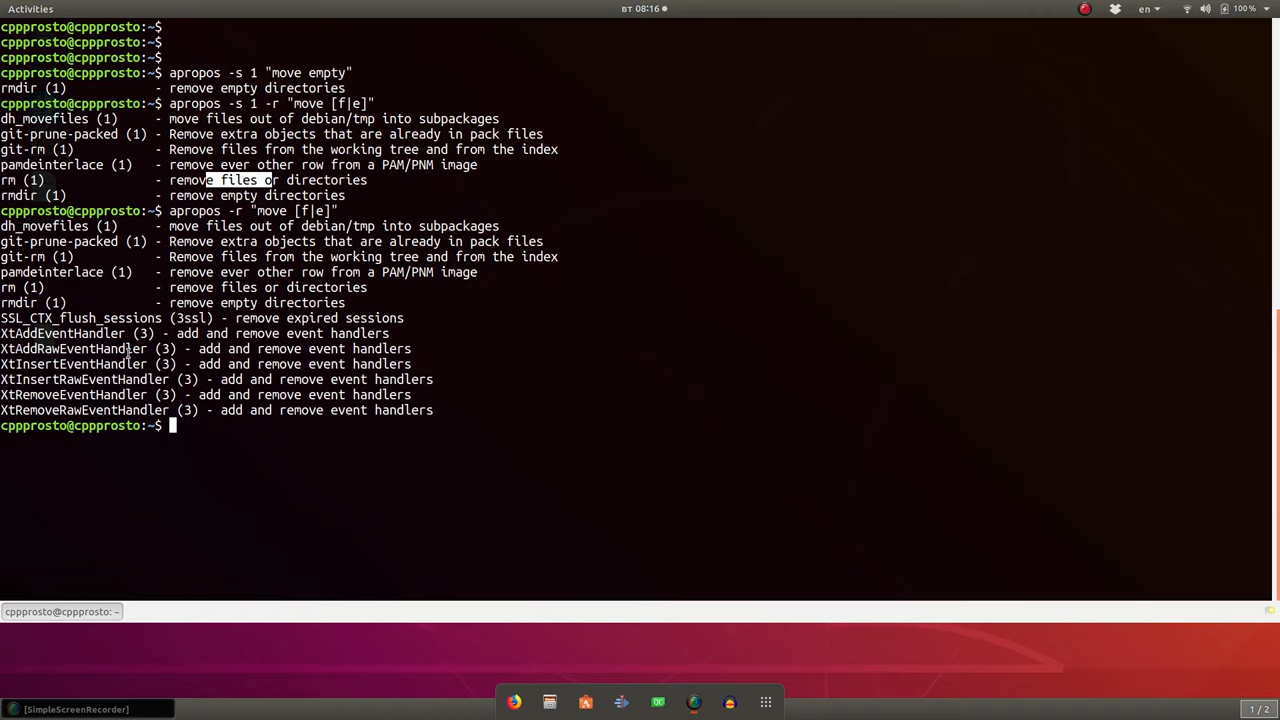 Activities
вт 08:16
en
100 %
cppprosto@cppprosto:~$
cppprosto@cppprosto:~$
cppprosto@cppprosto:~$
cppprosto@cppprosto:~$ apropos -s 1 "move empty"
rmdir (1)            - remove empty directories
cppprosto@cppprosto:~$ apropos -s 1 -r "move [f|e]"
dh_movefiles (1)     - move files out of debian/tmp into subpackages
git-prune-packed (1) - Remove extra objects that are already in pack files
git-rm (1)           - Remove files from the working tree and from the index
pamdeinterlace (1)   - remove ever other row from a PAM/PNM image
rm (1)               - remove files or directories
rmdir (1)            - remove empty directories
cppprosto@cppprosto:~$ apropos -r "move [f|e]"
dh_movefiles (1)     - move files out of debian/tmp into subpackages
git-prune-packed (1) - Remove extra objects that are already in pack files
git-rm (1)           - Remove files from the working tree and from the index
pamdeinterlace (1)   - remove ever other row from a PAM/PNM image
rm (1)               - remove files or directories
rmdir (1)            - remove empty directories
SSL_CTX_flush_sessions (3ssl) - remove expired sessions
XtAddEventHandler (3) - add and remove event handlers
XtAddRawEventHandler (3) - add and remove event handlers
XtInsertEventHandler (3) - add and remove event handlers
XtInsertRawEventHandler (3) - add and remove event handlers
XtRemoveEventHandler (3) - add and remove event handlers
XtRemoveRawEventHandler (3) - add and remove event handlers
cppprosto@cppprosto:~$
cppprosto@cppprosto: ~
QC
[SimpleScreenRecorder]
1 / 2